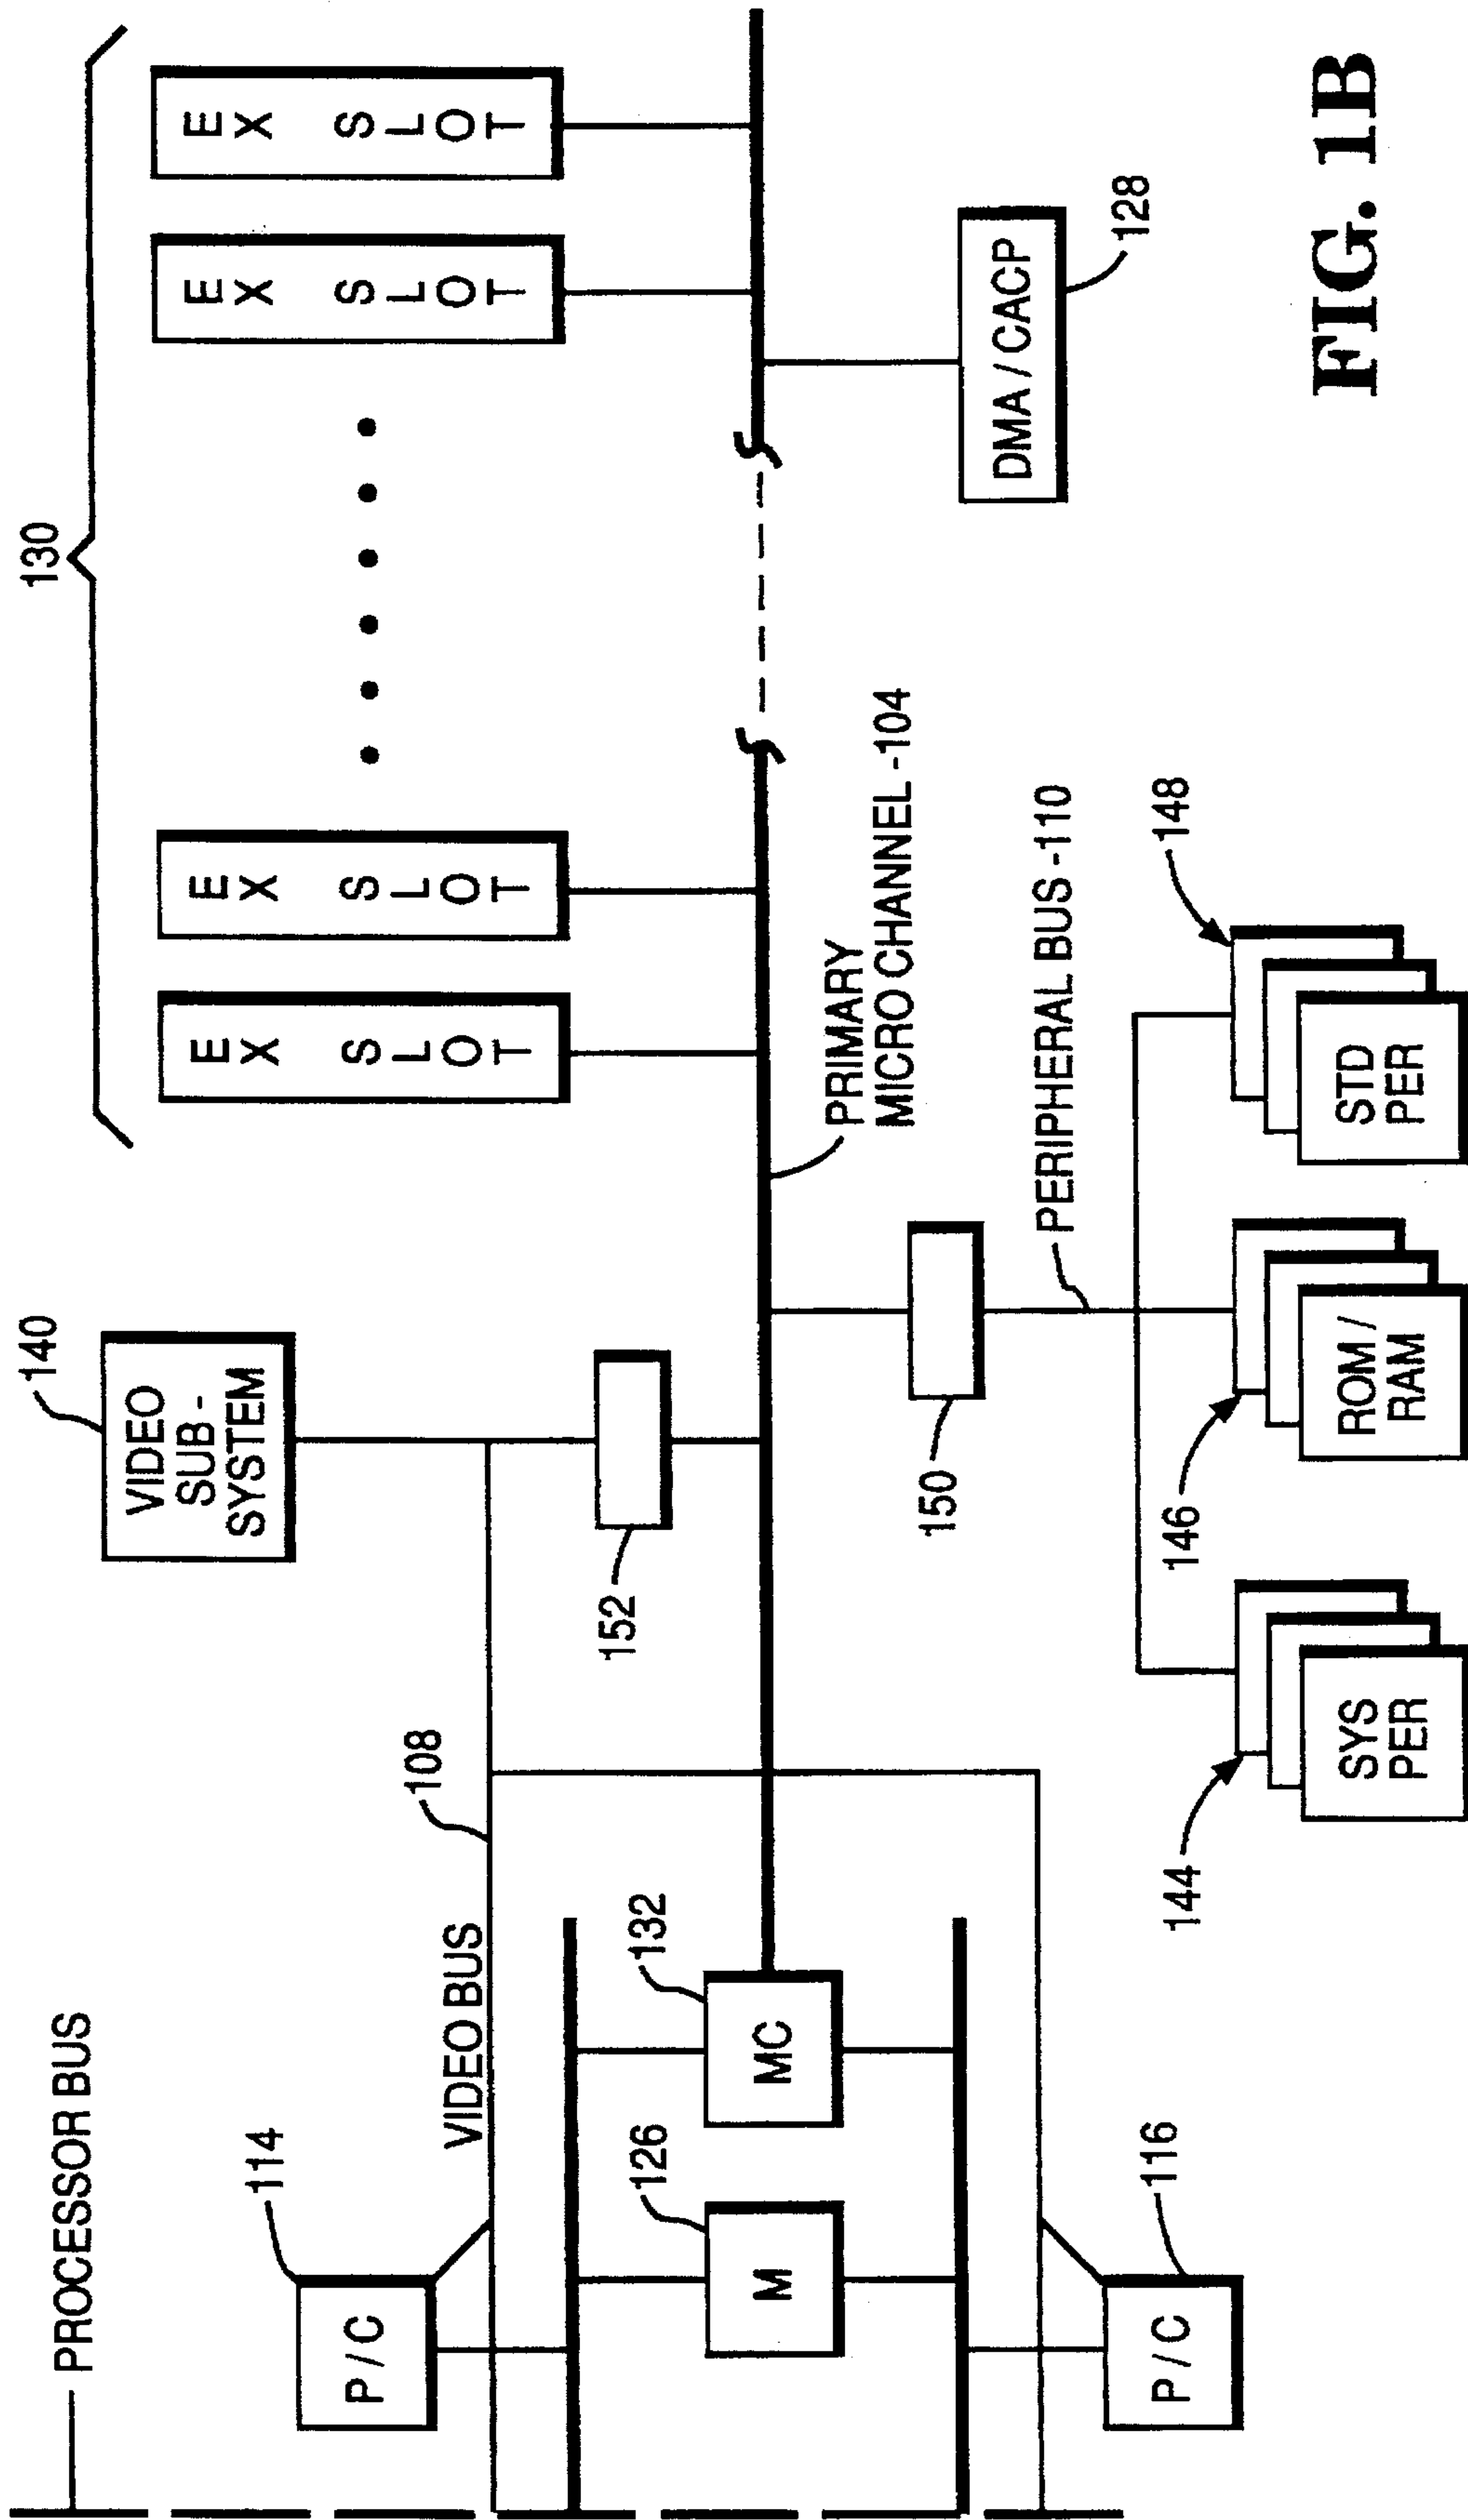 PROCESSOR BUS
114
P / C
VIDEO BUS
108
140
VIDEO
SUB -
SYSTEM
130
EX SLOT
EX SLOT
EX SLOT
EX SLOT
126
M
132
MC
152
PRIMARY
MICRO CHANNEL -104
150
PERIPHERAL BUS -110
DMA / CACP
128
116
P / C
144
SYS
PER
146
ROM /
RAM
148
STD
PER
FIG. 1B